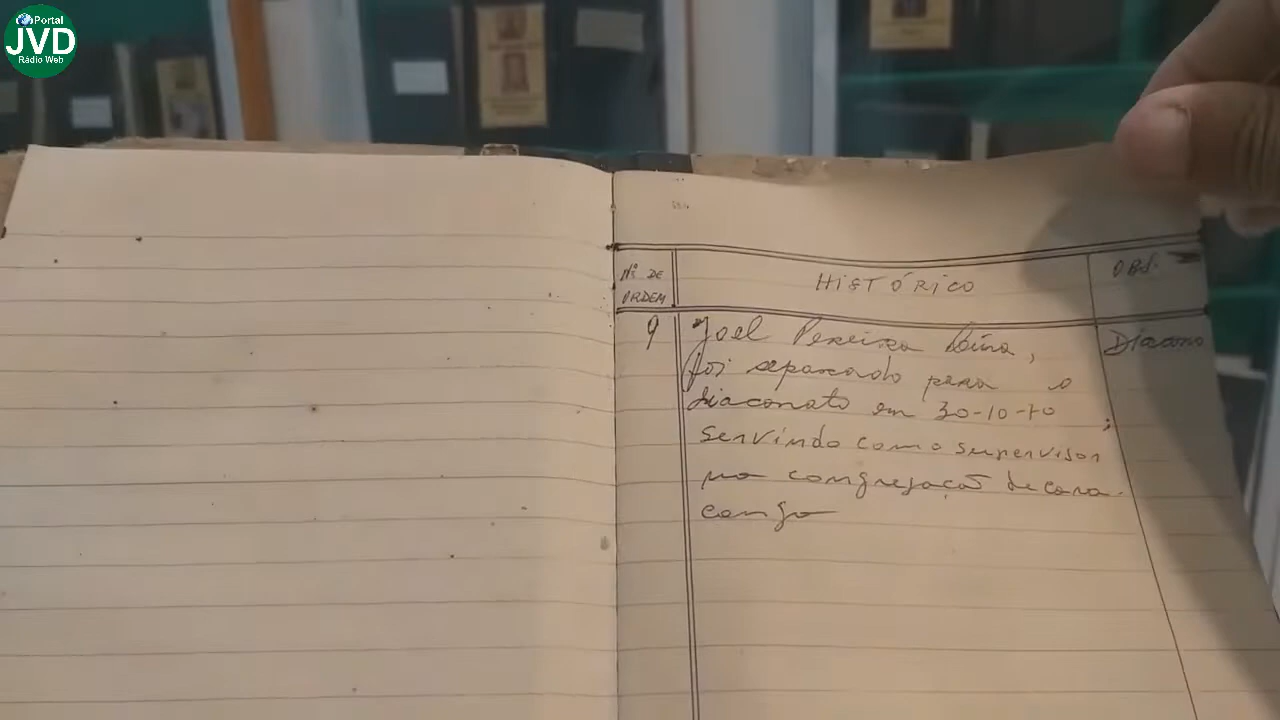 Portal
JVD
Rádio Web
Nº DE
ORDEM
HISTÓRICO
OBS.
9
Joel Pereira Lima,
Diacono
foi separado para o
diaconato em 30-10-70;
servindo como supervisor
na congregação de